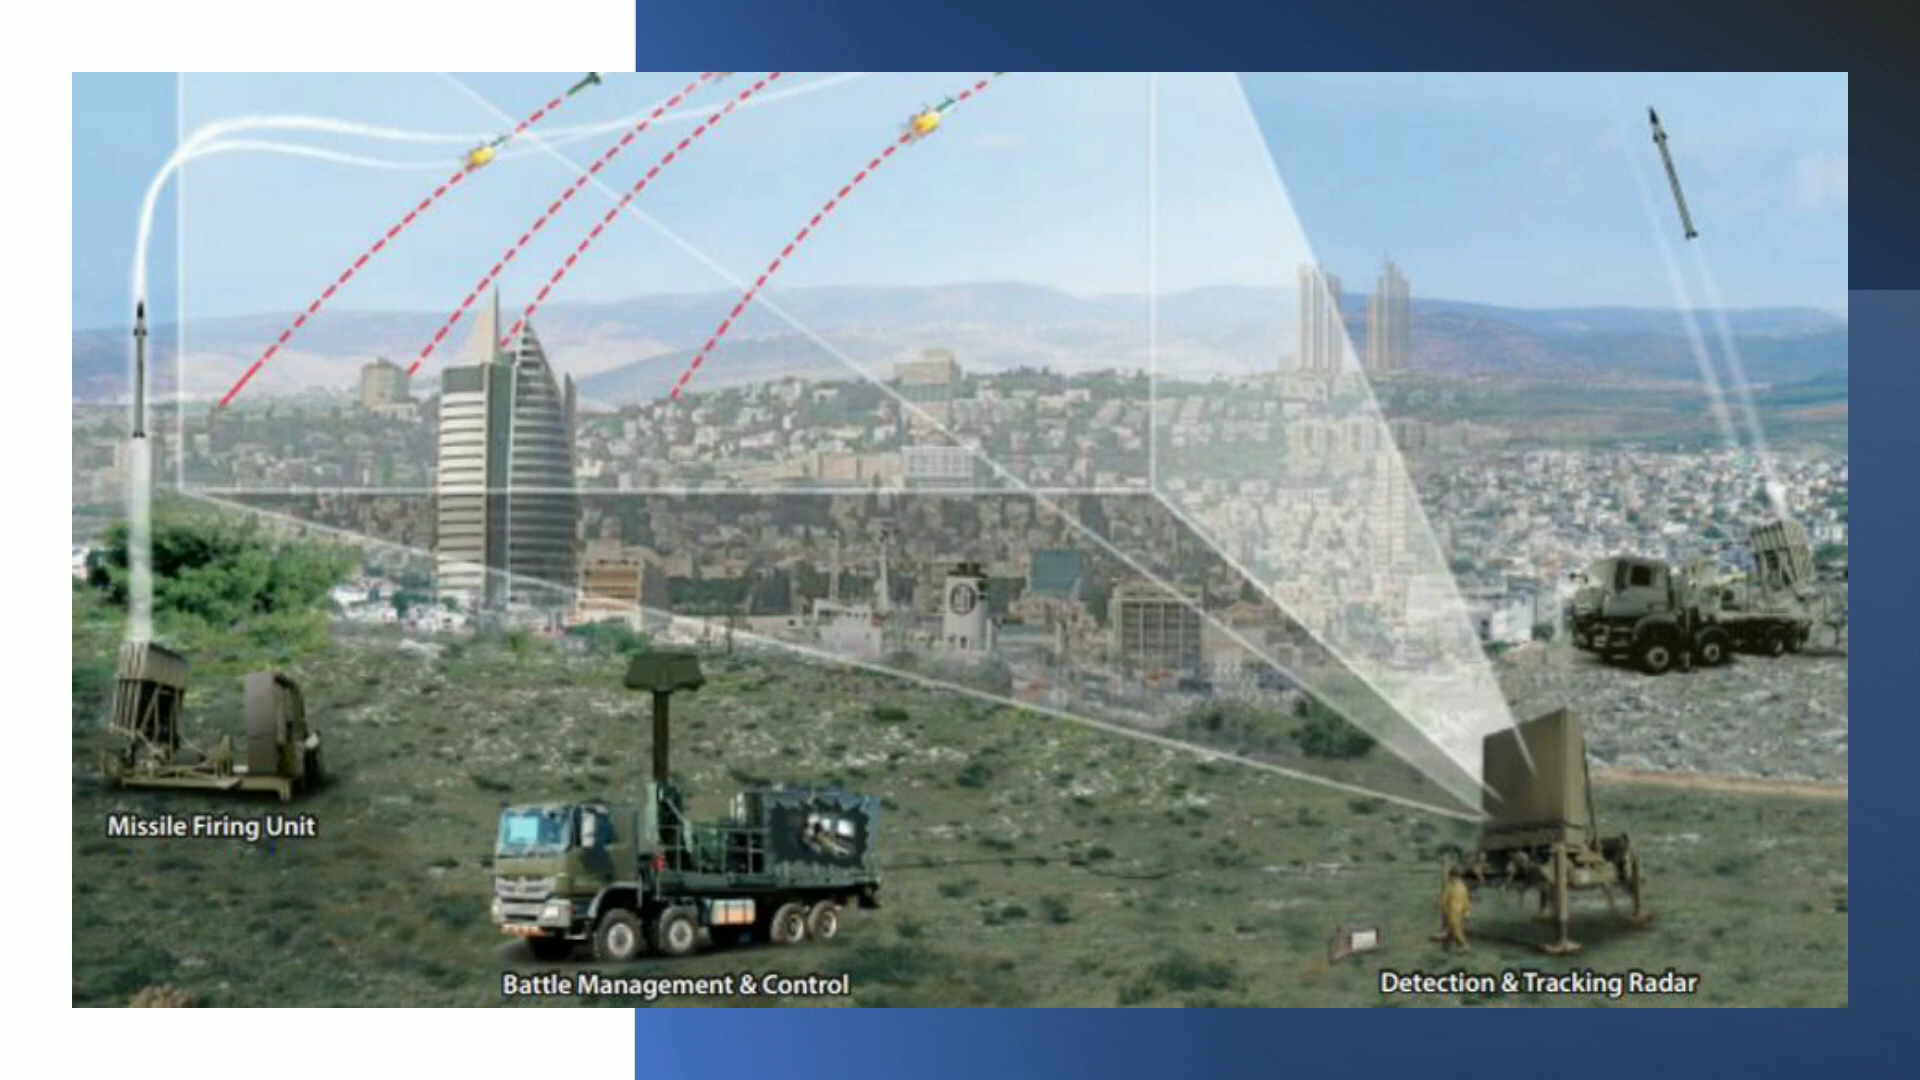 Missile Firing Unit
Battle Management & Control
Detection & Tracking Radar